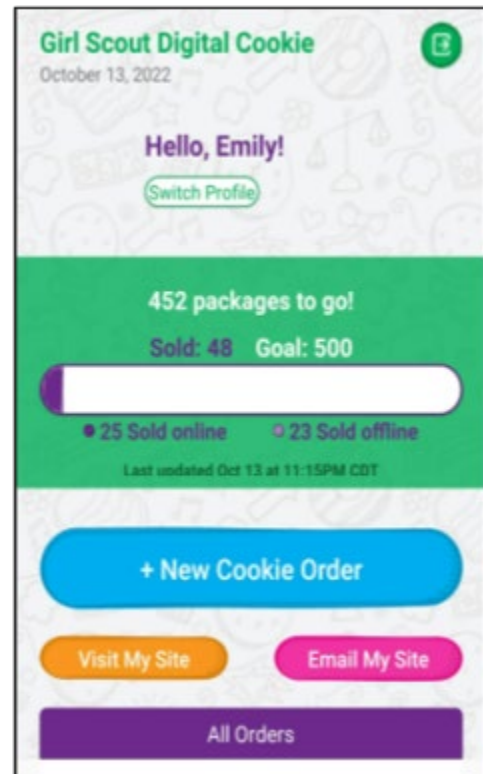 Girl Scout Digital Cookie
October 13, 2022
Hello, Emily!
Switch Profile
452 packages to go!
Sold: 48 Goal: 500
25 Sold online 23 Sold offline
Last updated Oct 13 at 11:15PM CDT
+ New Cookie Order
Visit My Site Email My Site
All Orders